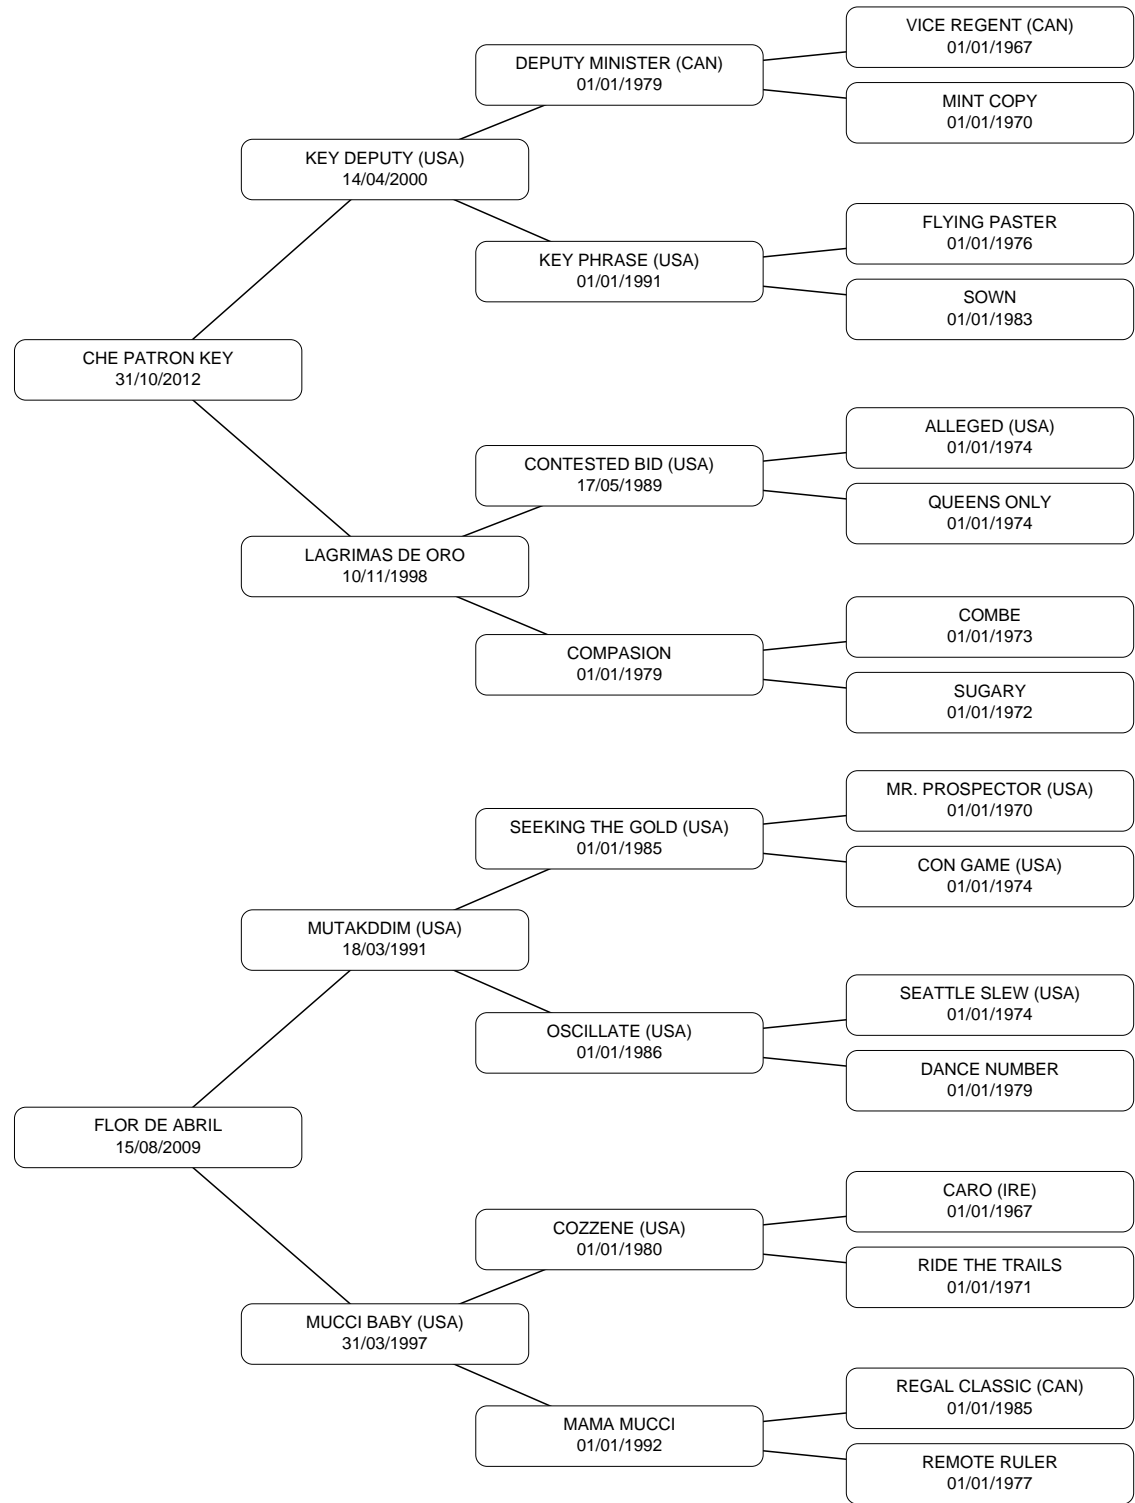 VICE REGENT (CAN)
01/01/1967
DEPUTY MINISTER (CAN)
01/01/1979
MINT COPY
01/01/1970
KEY DEPUTY (USA)
14/04/2000
FLYING PASTER
01/01/1976
KEY PHRASE (USA)
01/01/1991
SOWN
01/01/1983
CHE PATRON KEY
31/10/2012
ALLEGED (USA)
01/01/1974
CONTESTED BID (USA)
17/05/1989
QUEENS ONLY
01/01/1974
LAGRIMAS DE ORO
10/11/1998
COMBE
01/01/1973
COMPASION
01/01/1979
SUGARY
01/01/1972
MR. PROSPECTOR (USA)
01/01/1970
SEEKING THE GOLD (USA)
01/01/1985
CON GAME (USA)
01/01/1974
MUTAKDDIM (USA)
18/03/1991
SEATTLE SLEW (USA)
01/01/1974
OSCILLATE (USA)
01/01/1986
DANCE NUMBER
01/01/1979
FLOR DE ABRIL
15/08/2009
CARO (IRE)
01/01/1967
COZZENE (USA)
01/01/1980
RIDE THE TRAILS
01/01/1971
MUCCI BABY (USA)
31/03/1997
REGAL CLASSIC (CAN)
01/01/1985
MAMA MUCCI
01/01/1992
REMOTE RULER
01/01/1977